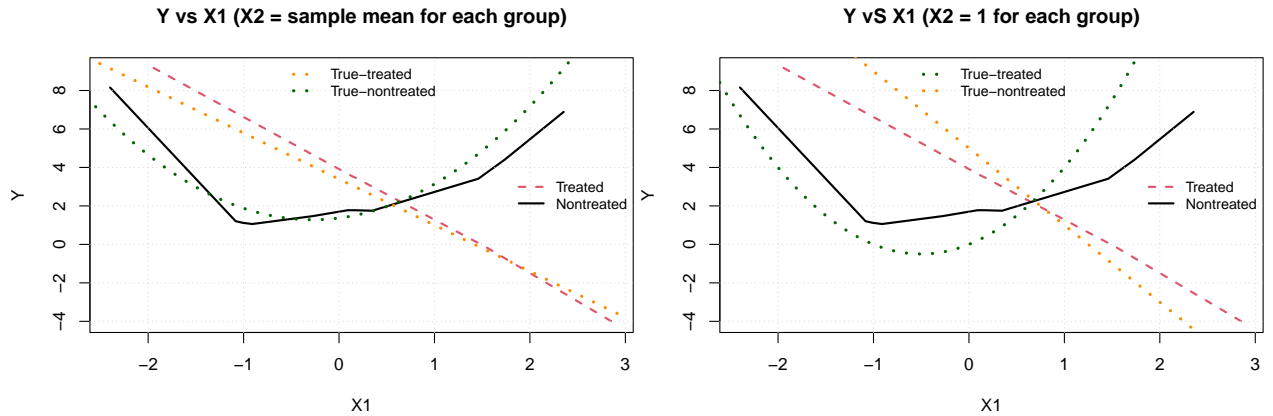 Y vs X1 (X2 = sample mean for each group)
True−treated
True−nontreated
Treated
Nontreated
8
6
4
2
0
−2
−4
Y
−2 −1 0 1 2 3
X1
Y vS X1 (X2 = 1 for each group)
True−treated
True−nontreated
Treated
Nontreated
8
6
4
2
0
−2
−4
Y
−2 −1 0 1 2 3
X1